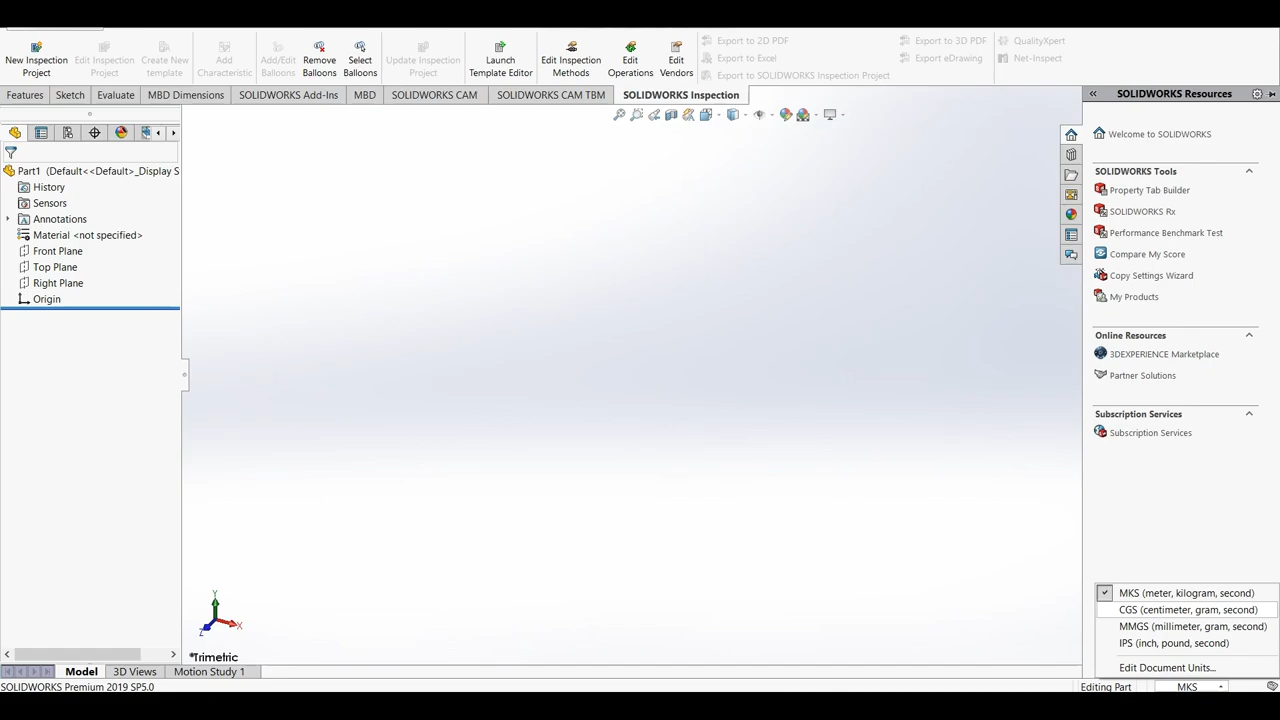 New Inspection
Project
Edit Inspection
Project
Create New
template
Add
Characteristic
Add/Edit
Balloons
Remove
Balloons
Select
Balloons
Update Inspection
Project
Launch
Template Editor
Edit Inspection
Methods
Edit
Operations
Edit
Vendors
Export to 2D PDF
Export to Excel
Export to SOLIDWORKS Inspection Project
Export to 3D PDF
Export eDrawing
QualityXpert
Net-Inspect
Features Sketch Evaluate MBD Dimensions SOLIDWORKS Add-Ins MBD SOLIDWORKS CAM SOLIDWORKS CAM TBM SOLIDWORKS Inspection
Part1 (Default<<Default>_Display S
History
Sensors
Annotations
Material <not specified>
Front Plane
Top Plane
Right Plane
Origin
SOLIDWORKS Resources
Welcome to SOLIDWORKS
SOLIDWORKS Tools
Property Tab Builder
SOLIDWORKS Rx
Performance Benchmark Test
Compare My Score
Copy Settings Wizard
My Products
Online Resources
3DEXPERIENCE Marketplace
Partner Solutions
Subscription Services
Subscription Services
MKS (meter, kilogram, second)
CGS (centimeter, gram, second)
MMGS (millimeter, gram, second)
IPS (inch, pound, second)
Edit Document Units...
Y
X
Z
*Trimetric
Model 3D Views Motion Study 1
SOLIDWORKS Premium 2019 SP5.0
Editing Part MKS